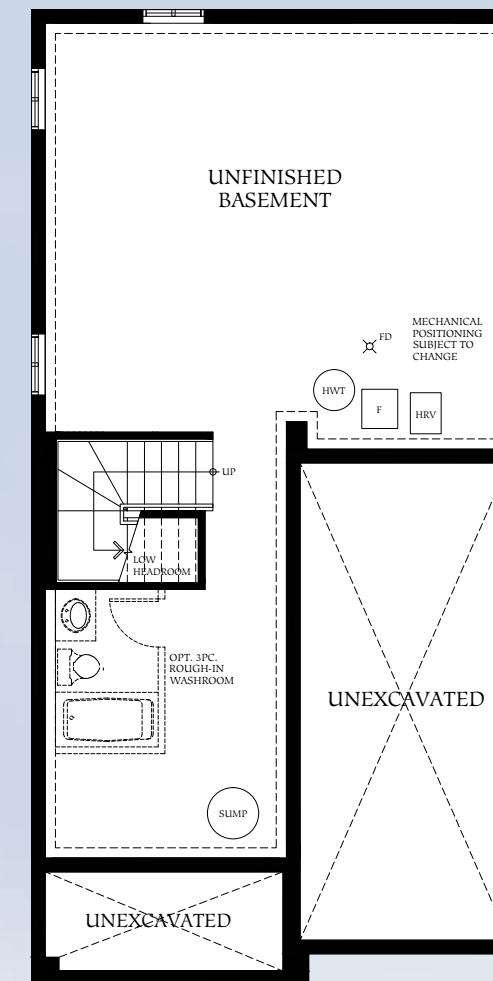 UNFINISHED
BASEMENT
MECHANICAL
POSITIONING
SUBJECT TO
CHANGE
FD
HWT
F
HRV
UP
LOW
HEADROOM
OPT. 3PC.
ROUGH-IN
WASHROOM
UNEXCAVATED
SUMP
UNEXCAVATED